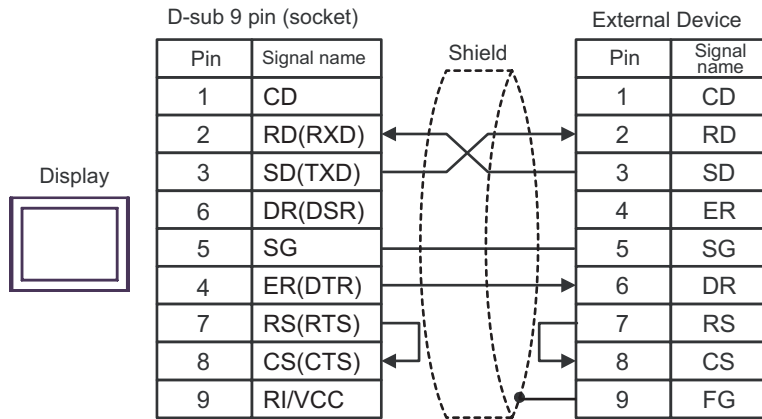 D-sub 9 pin (socket)
External Device
Pin Signal name
Shield
Pin Signal
name
1 CD
1 CD
2 RD(RXD)
2 RD
3 SD(TXD)
3 SD
Display
6 DR(DSR)
4 ER
5 SG
5 SG
4 ER(DTR)
6 DR
7 RS(RTS)
7 RS
8 CS(CTS)
8 CS
9 RI/VCC
9 FG